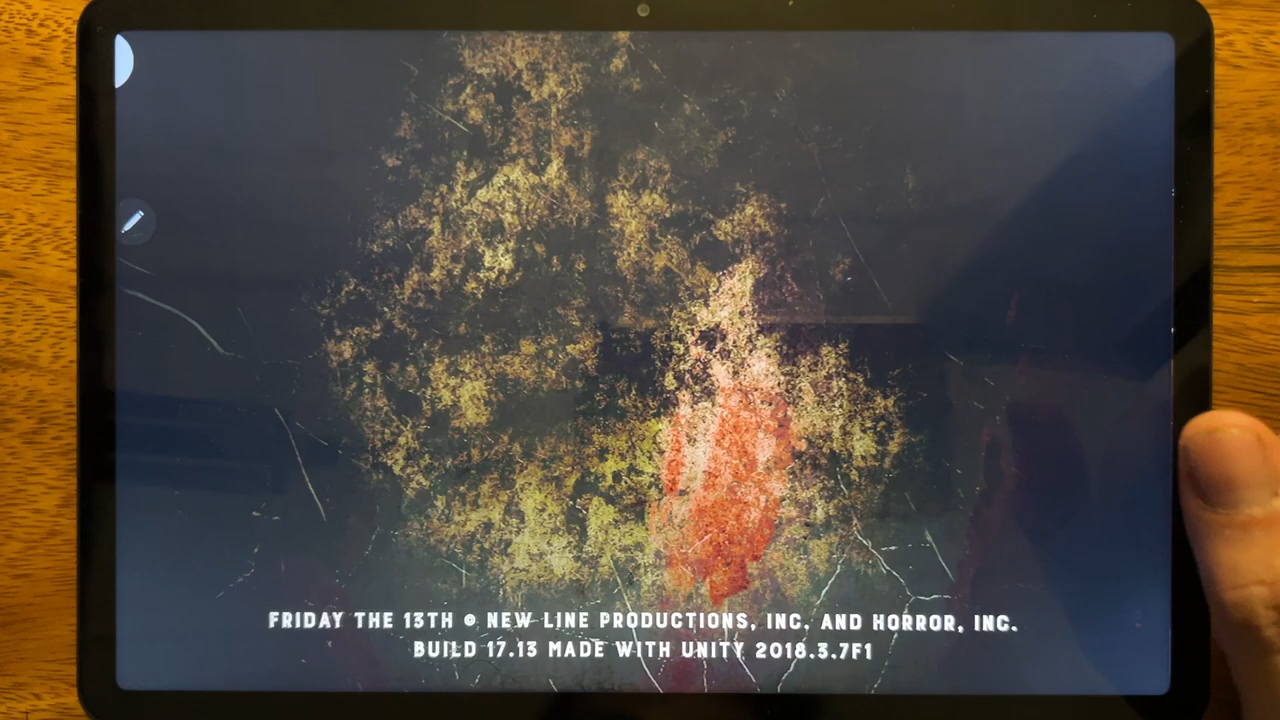 FRIDAY THE 13TH © NEW LINE PRODUCTIONS, INC. AND HORROR, INC.
BUILD 17.13 MADE WITH UNITY 2018.3.7F1